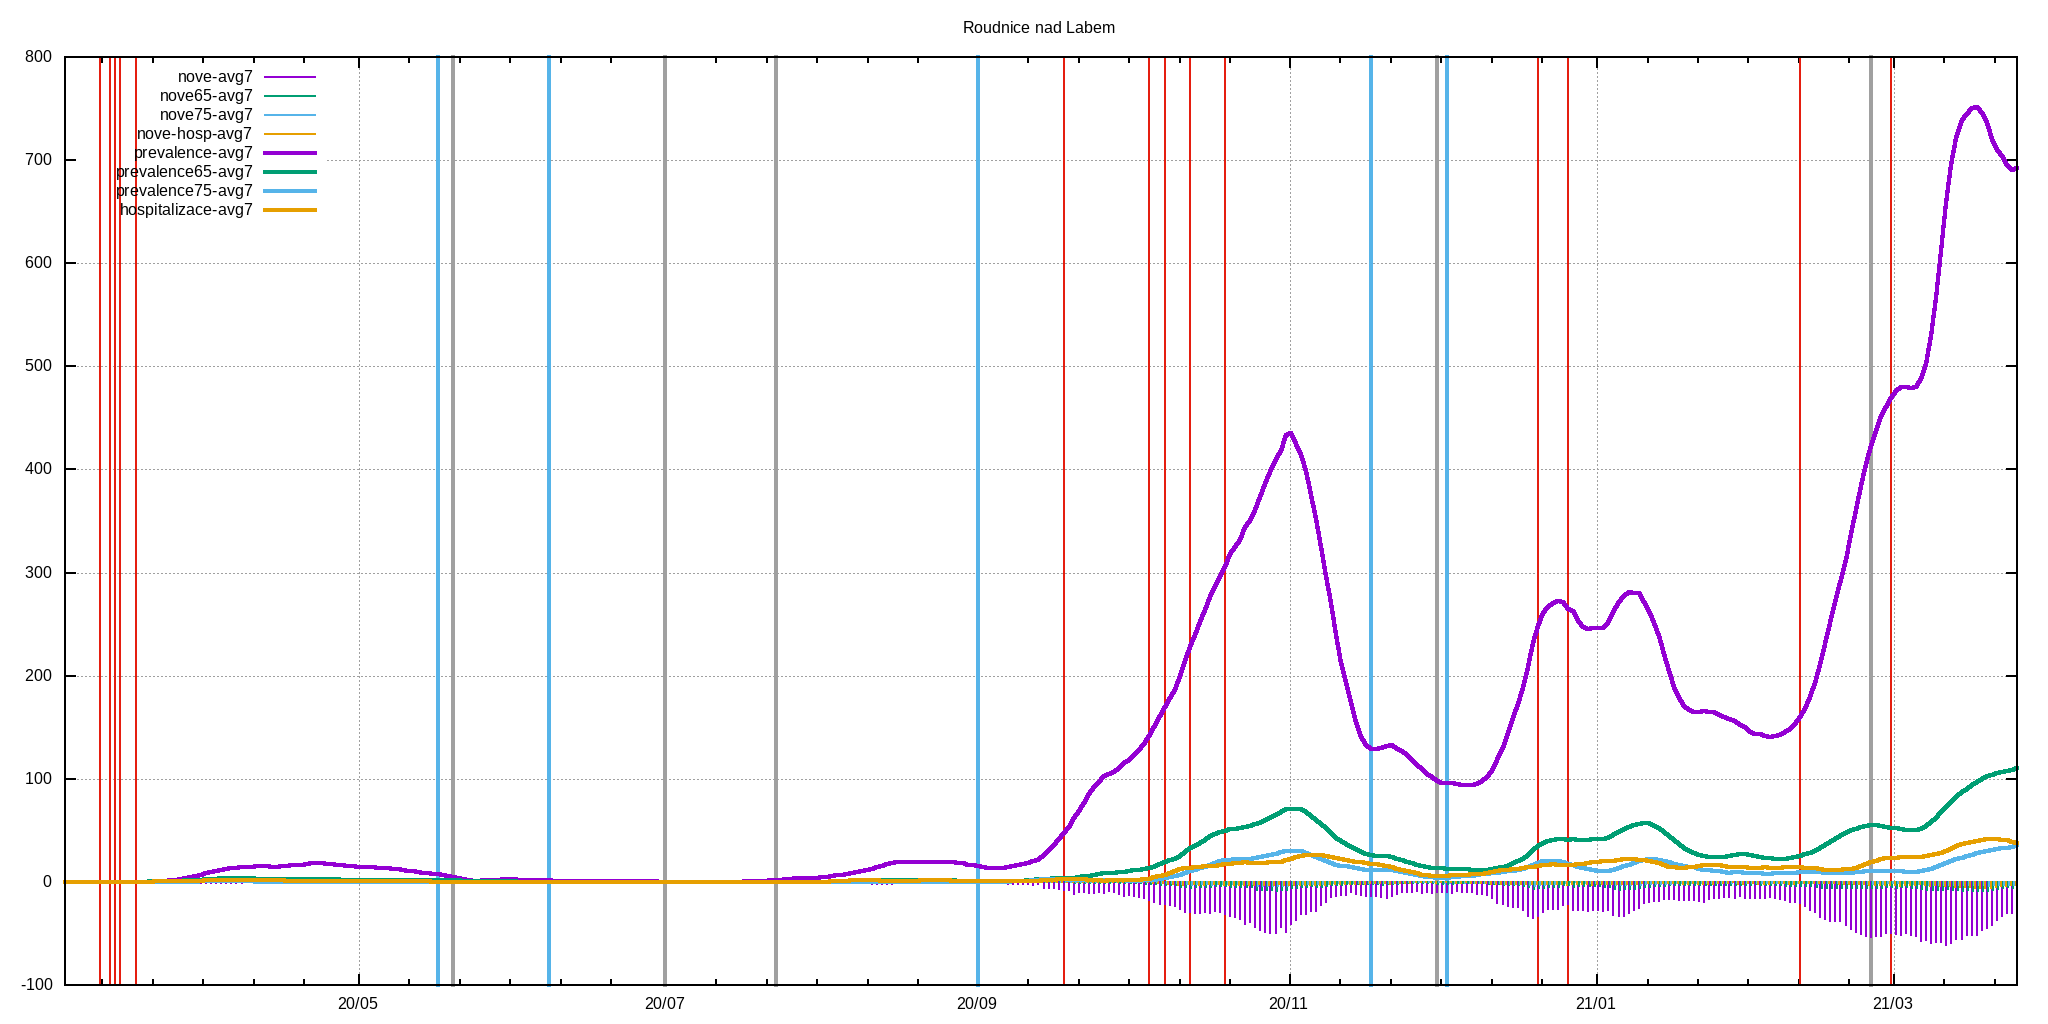 Roudnice nad Labem
800
nove-avg7
nove65-avg7
nove75-avg7
nove-hosp-avg7
prevalence-avg7
prevalence65-avg7
prevalence75-avg7
hospitalizace-avg7
700
600
500
400
300
200
100
0
-100
20/05 20/07 20/09 20/11 21/01 21/03